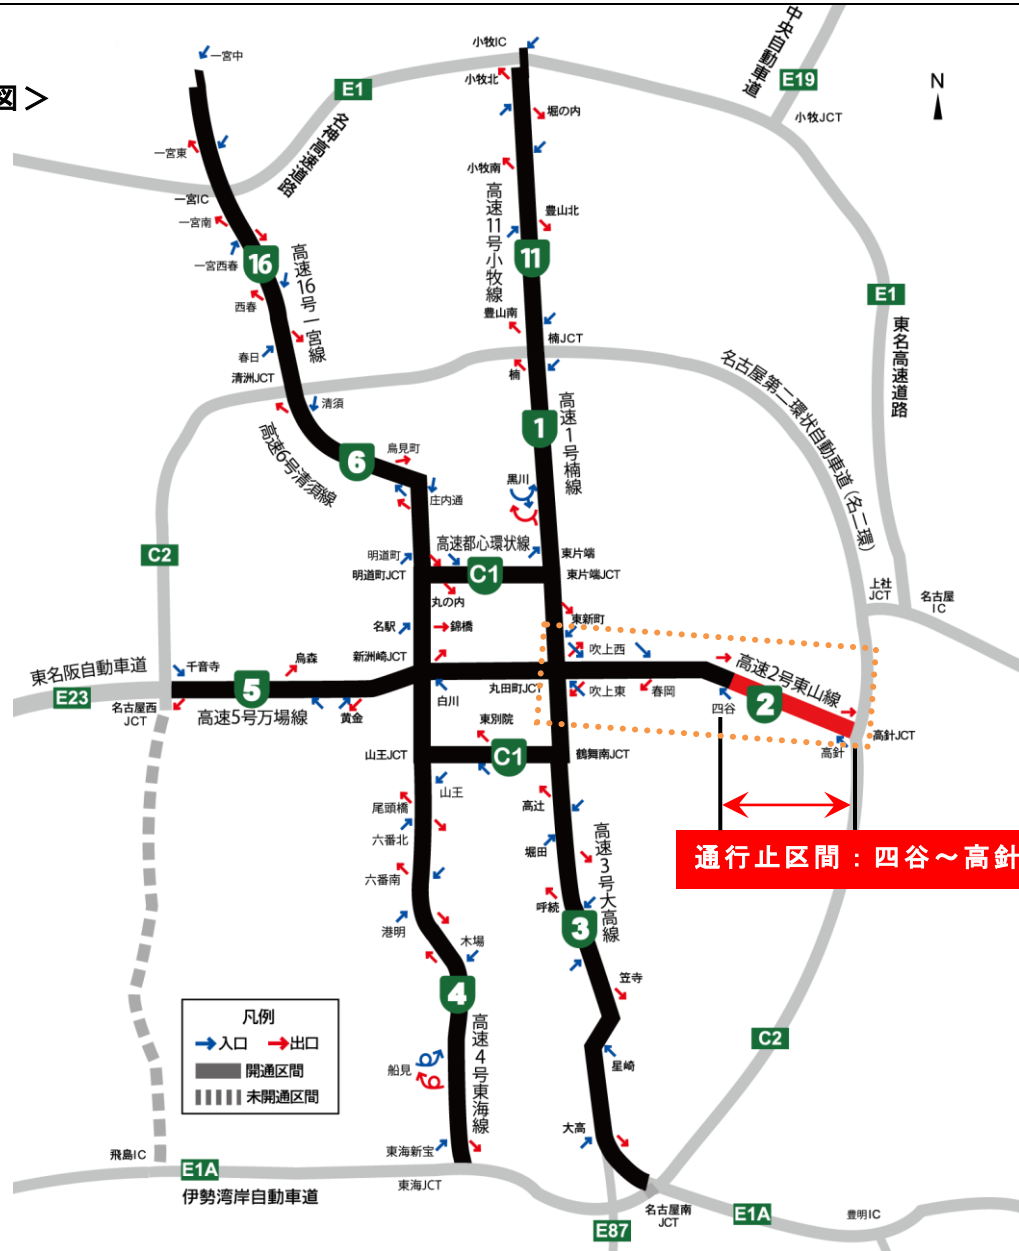 図＞
小牧IC
中央自動車道
E19
一宮中
小牧北
E1
N
堀の内
小牧JCT
名神高速道路
一宮東
小牧南
高速11号小牧線
一宮IC
豊山北
一宮南
高速16号一宮線
16
11
一宮西春
E1
西春
豊山南
東名高速道路
楠JCT
春日
名古屋第二環状自動車道（名二環）
楠
清洲JCT
清須
高速1号楠線
高速6号清須線
1
鳥見町
6
黒川
庄内通
高速都心環状線
C2
明道町
東片端
明道町JCT
C1
東片端JCT
上社
JCT
名古屋
IC
丸の内
東新町
名駅
錦橋
吹上西
新洲崎JCT
高速2号東山線
東名阪自動車道
千音寺
烏森
丸田町JCT
吹上東
春岡
E23
5
白川
四谷
2
名古屋西
JCT
高速5号万場線
黄金
東別院
高針JCT
山王JCT
C1
鶴舞南JCT
高針
山王
尾頭橋
高辻
六番北
高速3号大高線
堀田
通行止区間：四谷～高針
六番南
呼続
港明
3
木場
笠寺
4
凡例
入口
出口
高速4号東海線
C2
開通区間
船見
星崎
未開通区間
大高
飛島IC
東海新宝
E1A
東海JCT
伊勢湾岸自動車道
名古屋南
JCT
E1A
豊明IC
E87